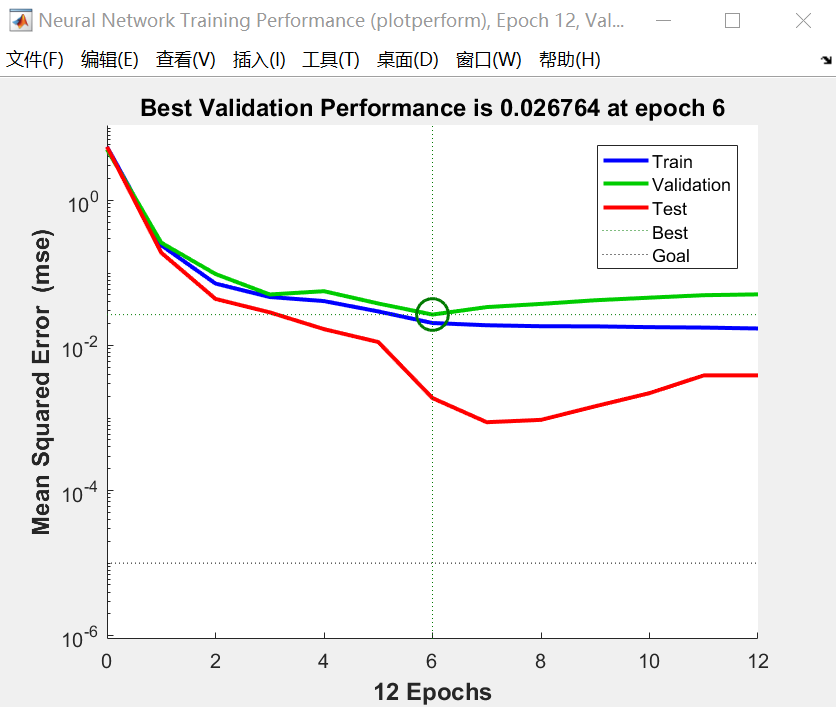 Neural Network Training Performance (plotperform), Epoch 12, Val...
文件(F) 编辑(E) 查看(V) 插入(I) 工具(T) 桌面(D) 窗口(W) 帮助(H)
Best Validation Performance is 0.026764 at epoch 6
Train
Validation
Test
Best
Goal
Mean Squared Error (mse)
10^0
10^-2
10^-4
10^-6
0 2 4 6 8 10 12
12 Epochs